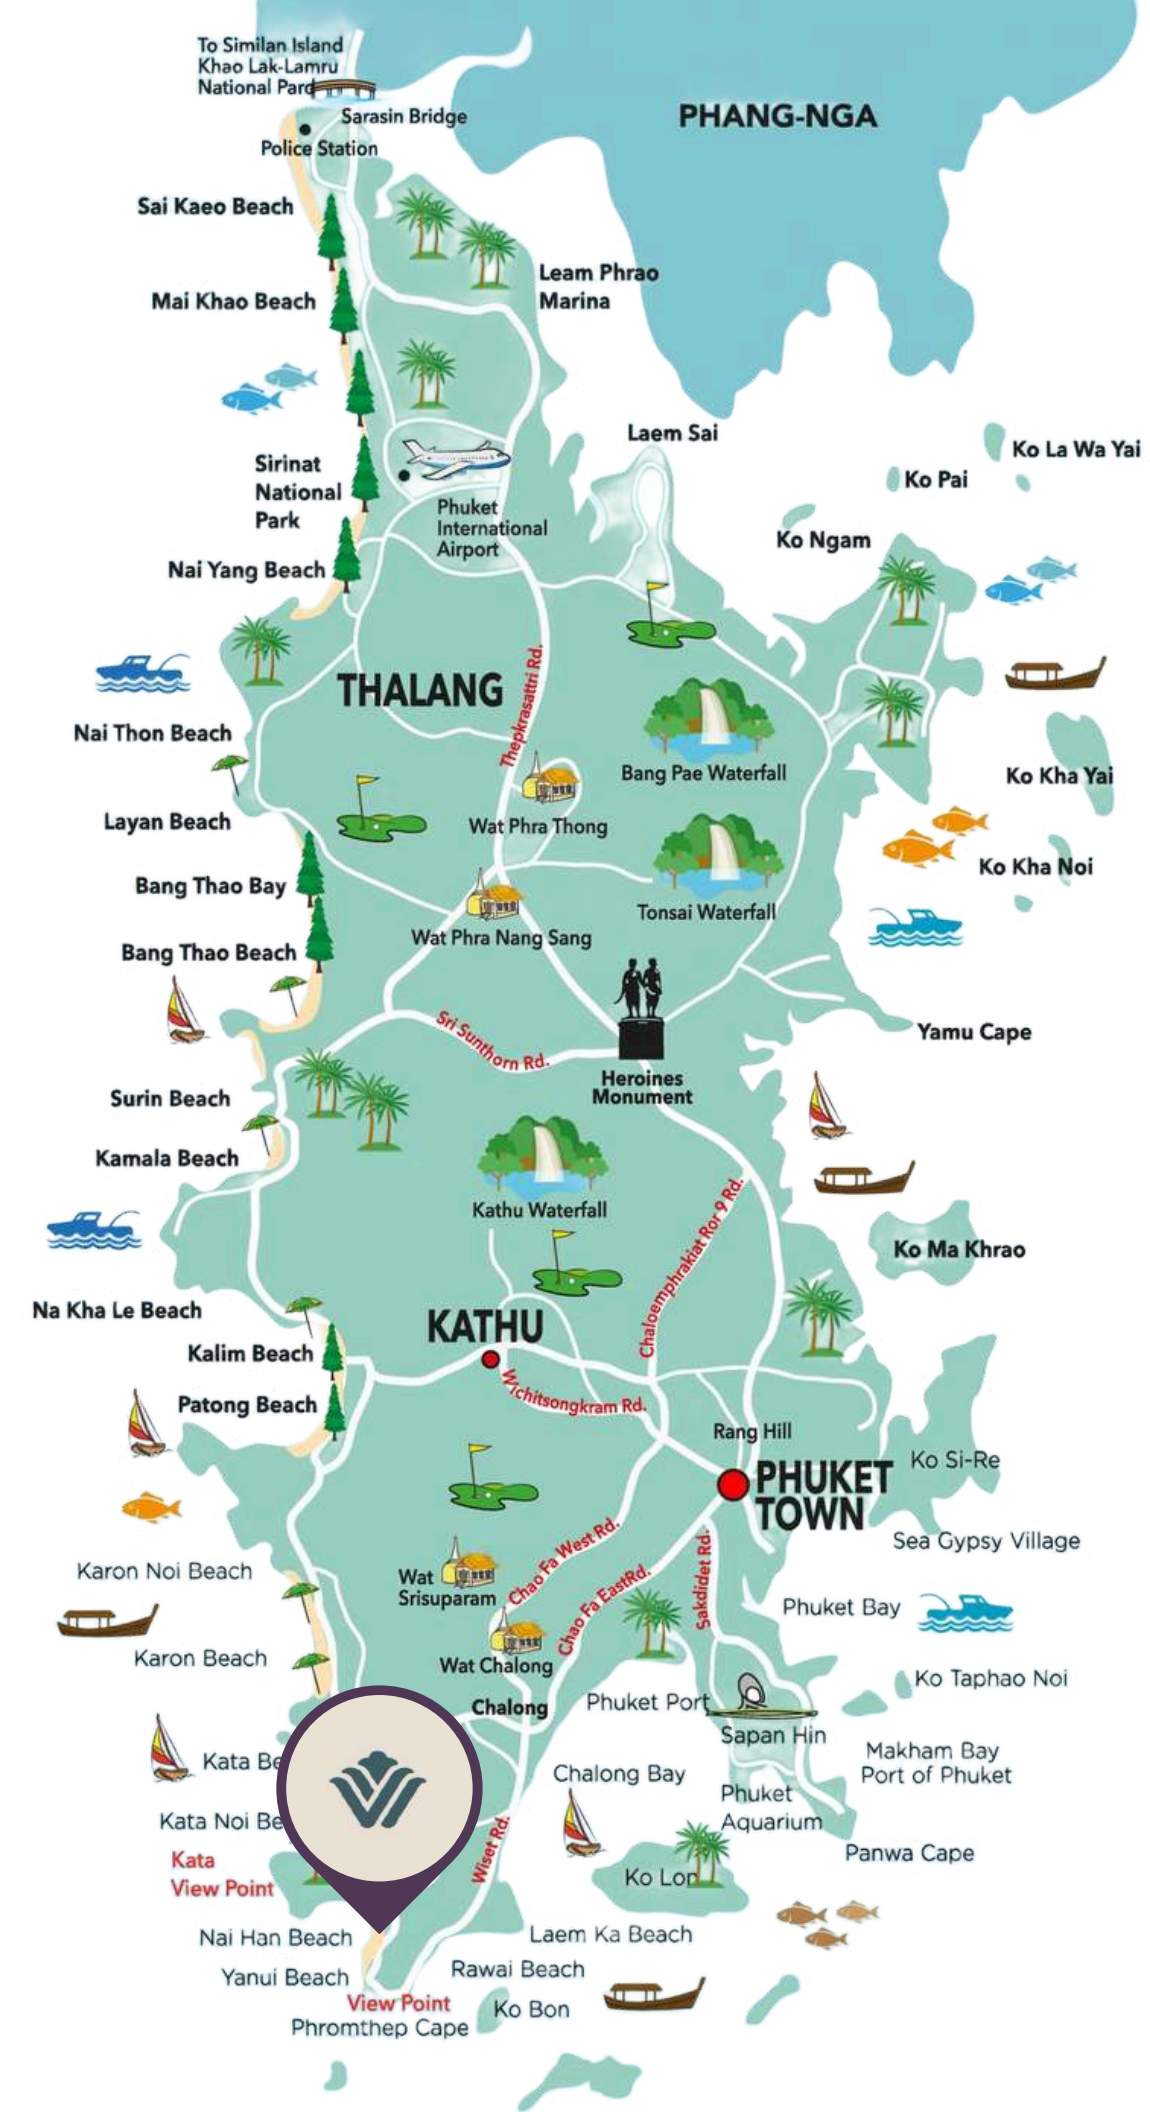 To Similan Island
Khao Lak-Lamru
National Pard
Sarasin Bridge
Police Station
PHANG-NGA
Sai Kaeo Beach
Leam Phrao
Marina
Mai Khao Beach
Laem Sai
Ko La Wa Yai
Ko Pai
Sirinat
National
Park
Phuket
International
Airport
Ko Ngam
Nai Yang Beach
THALANG
Thepkrasattri Rd.
Nai Thon Beach
Bang Pae Waterfall
Ko Kha Yai
Layan Beach
Wat Phra Thong
Ko Kha Noi
Bang Thao Bay
Tonsai Waterfall
Wat Phra Nang Sang
Bang Thao Beach
Sri Sunthorn Rd.
Yamu Cape
Heroines
Monument
Surin Beach
Kamala Beach
Kathu Waterfall
Chaloemphrakiat Ror 9 Rd.
Ko Ma Khrao
Na Kha Le Beach
KATHU
Kalim Beach
Wichitsongkram Rd.
Patong Beach
Rang Hill
Ko Si-Re
PHUKET
TOWN
Sea Gypsy Village
Chao Fa West Rd.
Chao Fa EastRd.
Sakdidet Rd.
Karon Noi Beach
Wat
Srisuparam
Phuket Bay
Karon Beach
Wat Chalong
Ko Taphao Noi
Chalong
Phuket Port
Sapan Hin
Kata Be
Chalong Bay
Makham Bay
Port of Phuket
Phuket
Aquarium
Kata Noi Be
Wiset Rd.
Panwa Cape
Kata
View Point
Ko Lon
Nai Han Beach
Laem Ka Beach
Yanui Beach
Rawai Beach
View Point
Ko Bon
Phromthep Cape